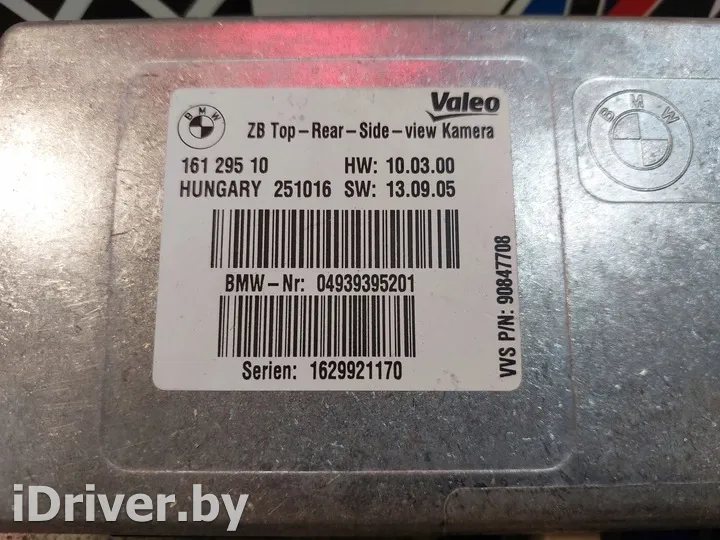 BMW
Valeo
ZB Top-Rear-Side-view Kamera
161 295 10 HW: 10.03.00
HUNGARY 251016 SW: 13.09.05
BMW-Nr: 04939395201
Serien: 1629921170
VVS P/N: 90847708
BMW
iDriver.by